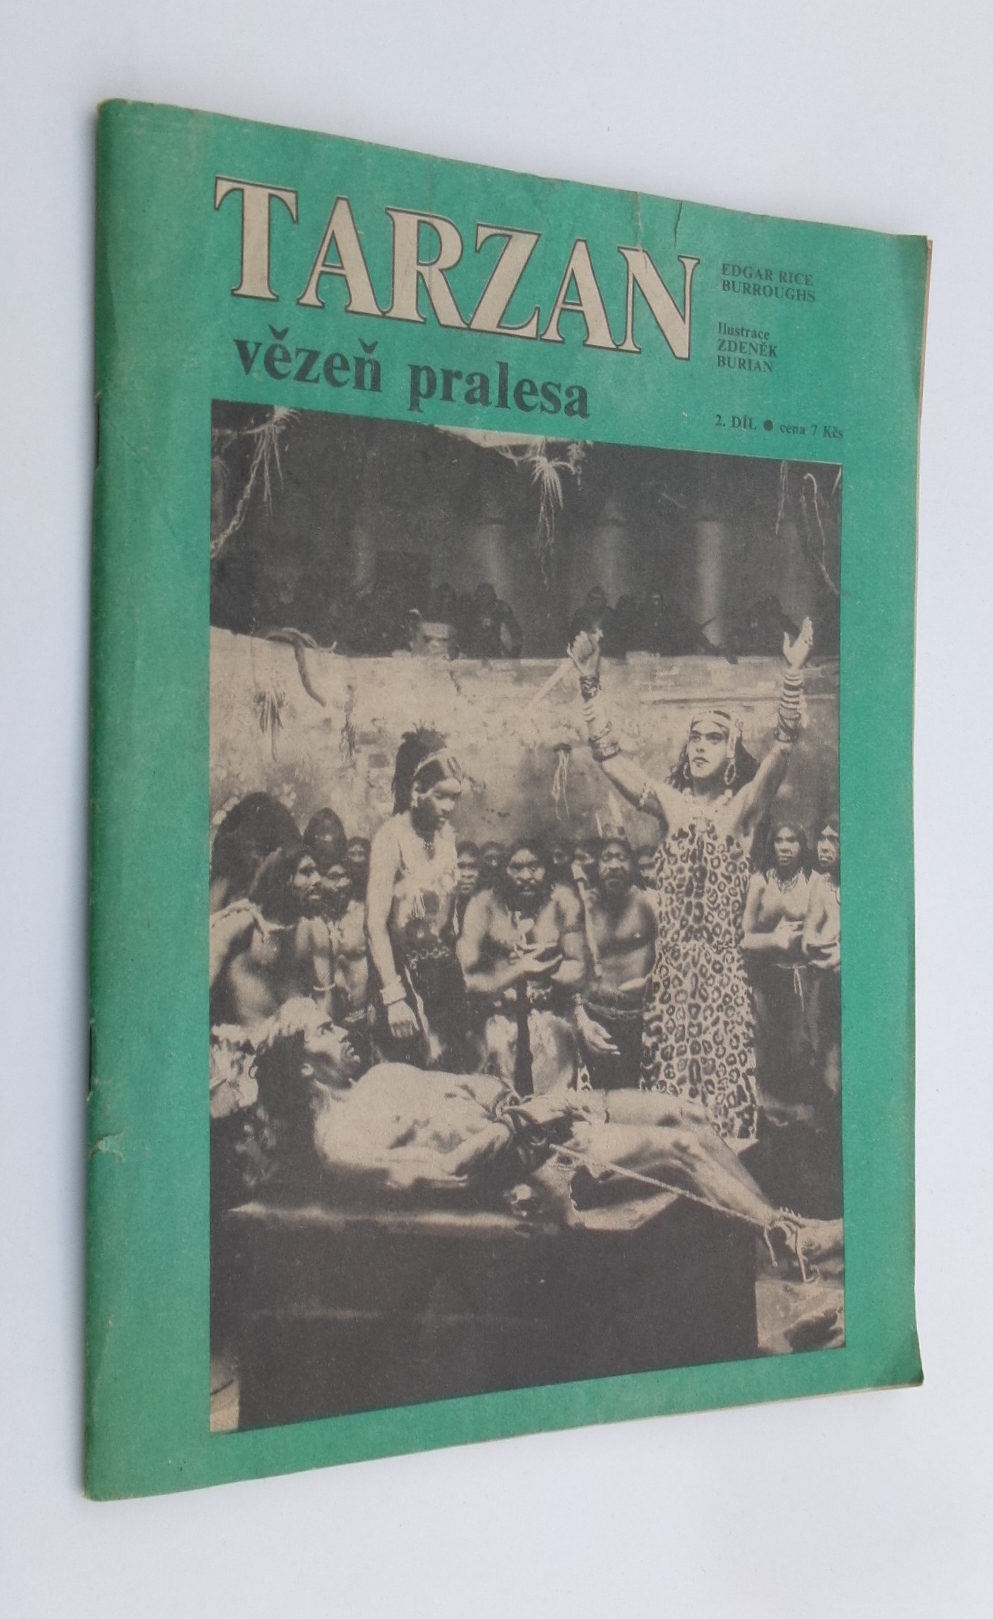 TARZAN
vězeň pralesa
EDGAR RICE
BURROUGHS
Ilustrace
ZDENĚK
BURIAN
2. DÍL ● cena 7 Kčs